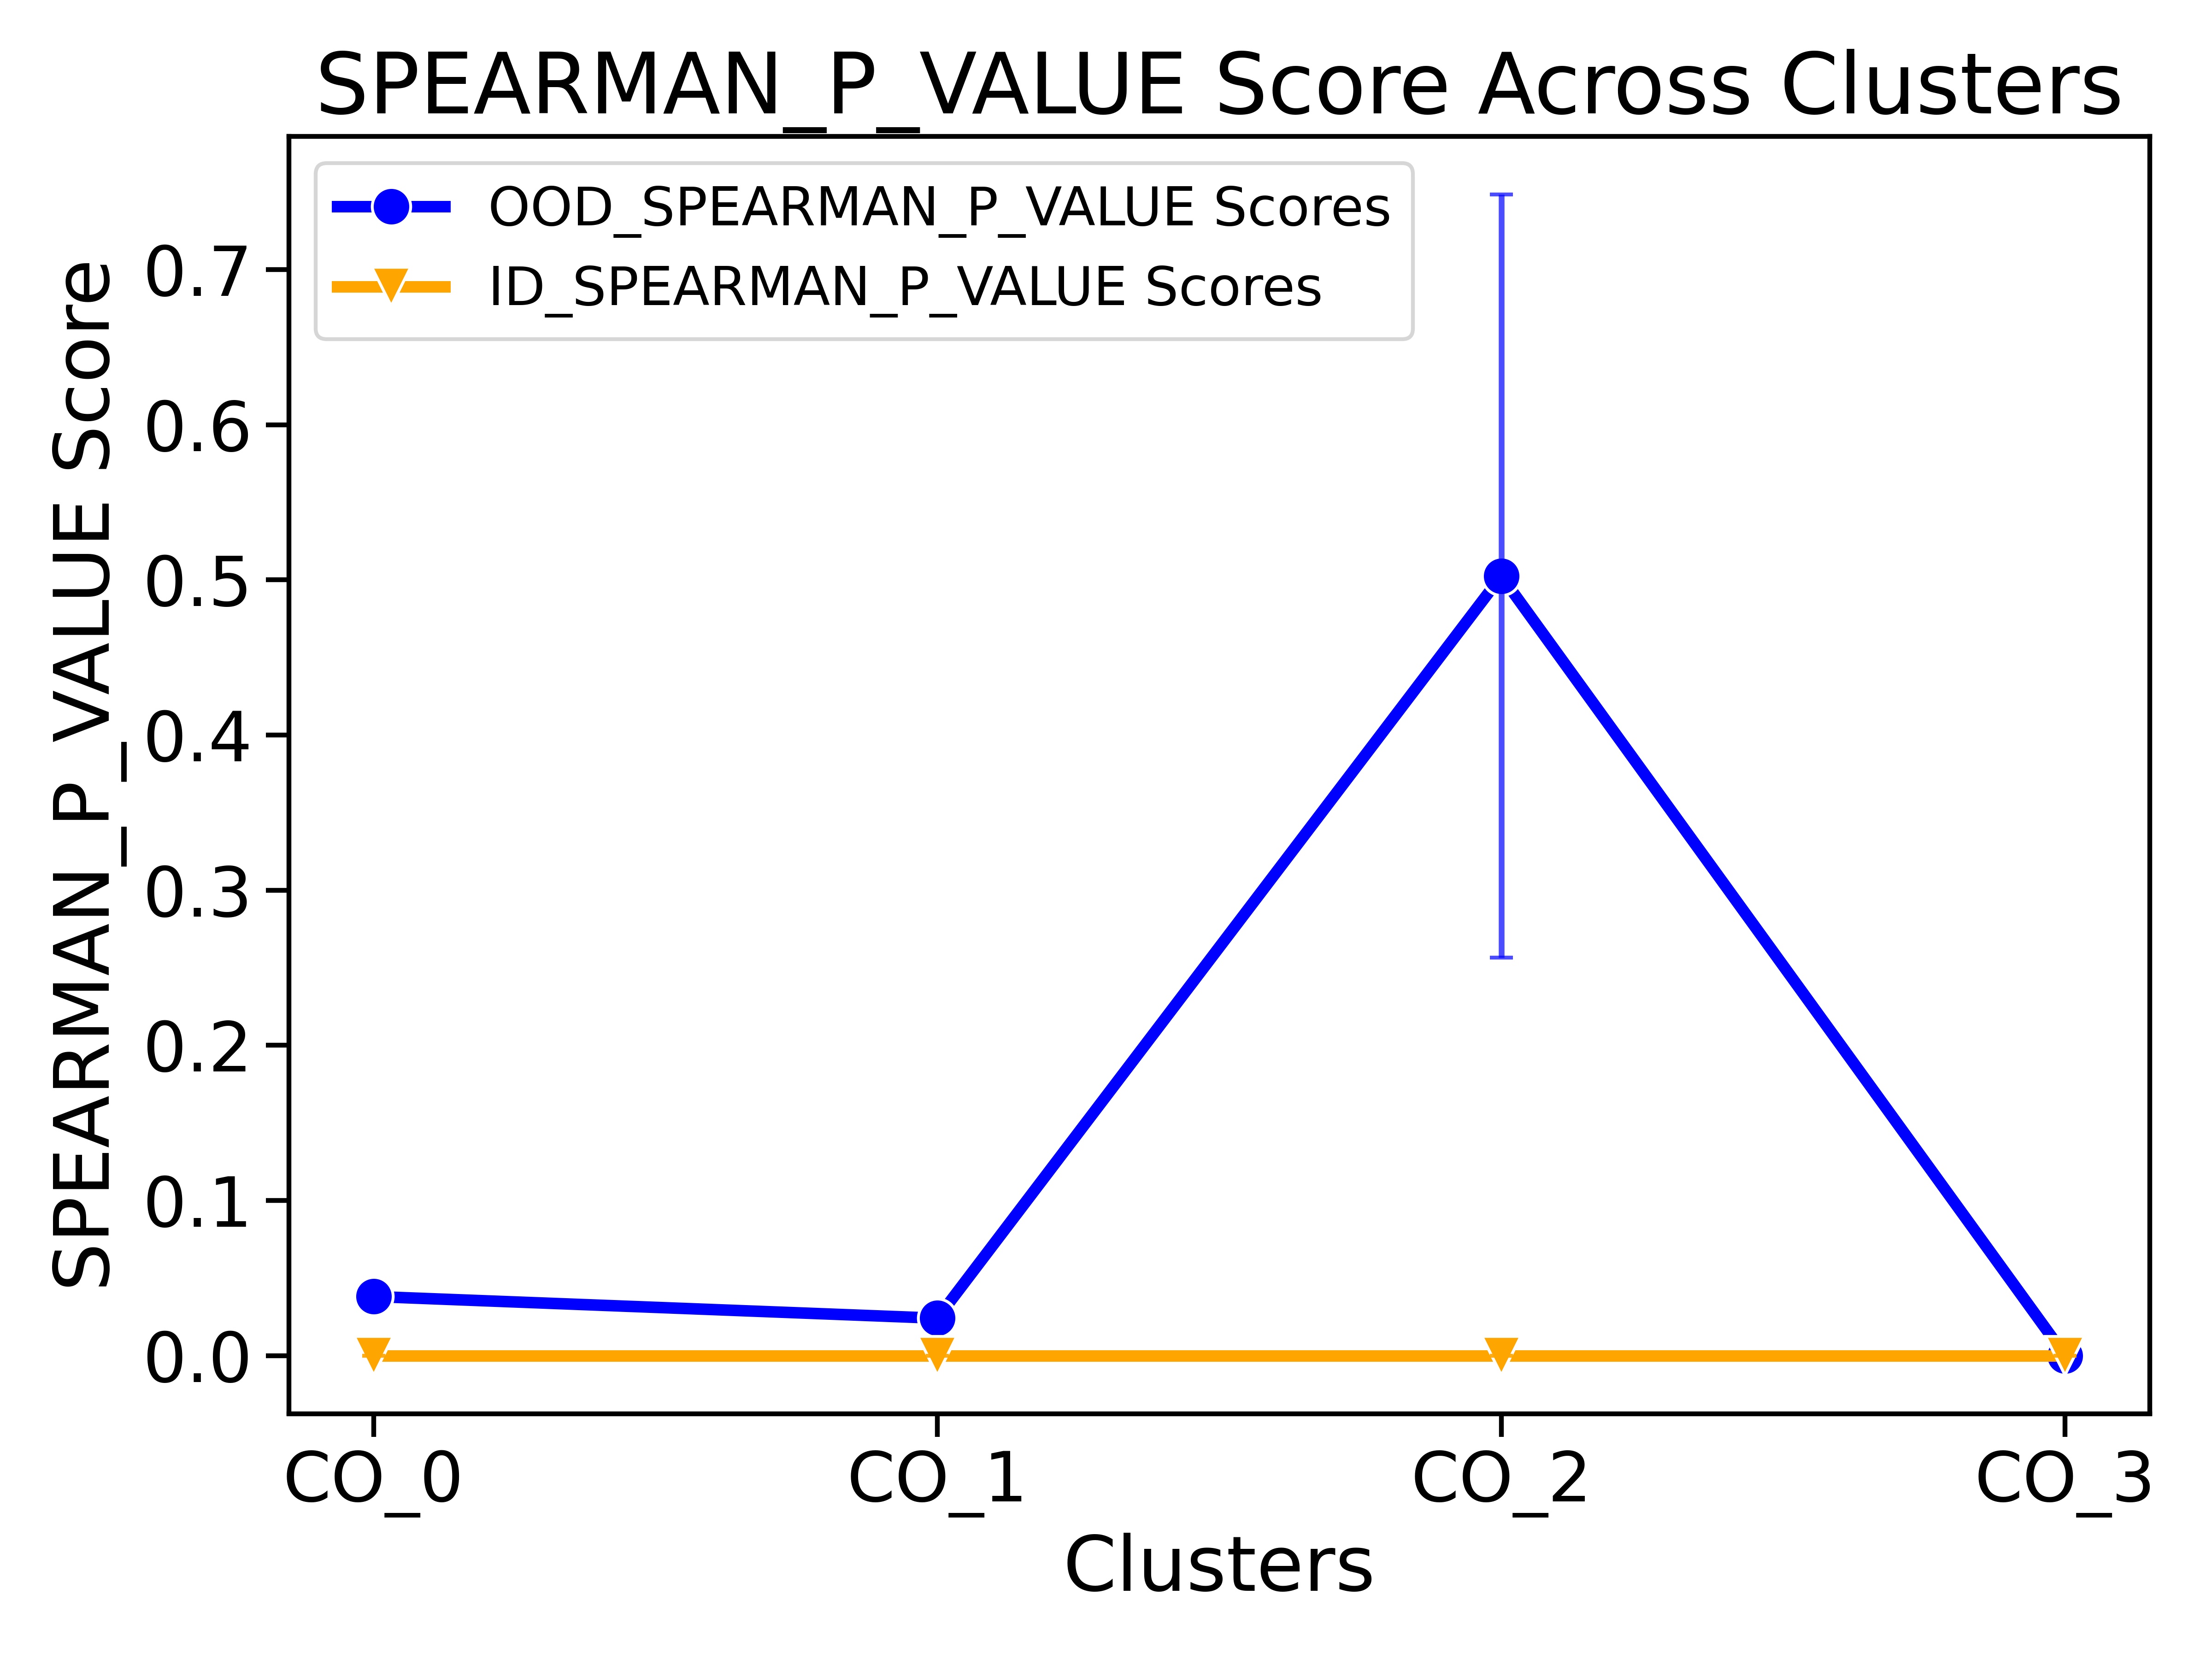 SPEARMAN_P_VALUE Score Across Clusters
OOD_SPEARMAN_P_VALUE Scores
ID_SPEARMAN_P_VALUE Scores
SPEARMAN_P_VALUE Score
0.7
0.6
0.5
0.4
0.3
0.2
0.1
0.0
CO_0 CO_1 CO_2 CO_3
Clusters